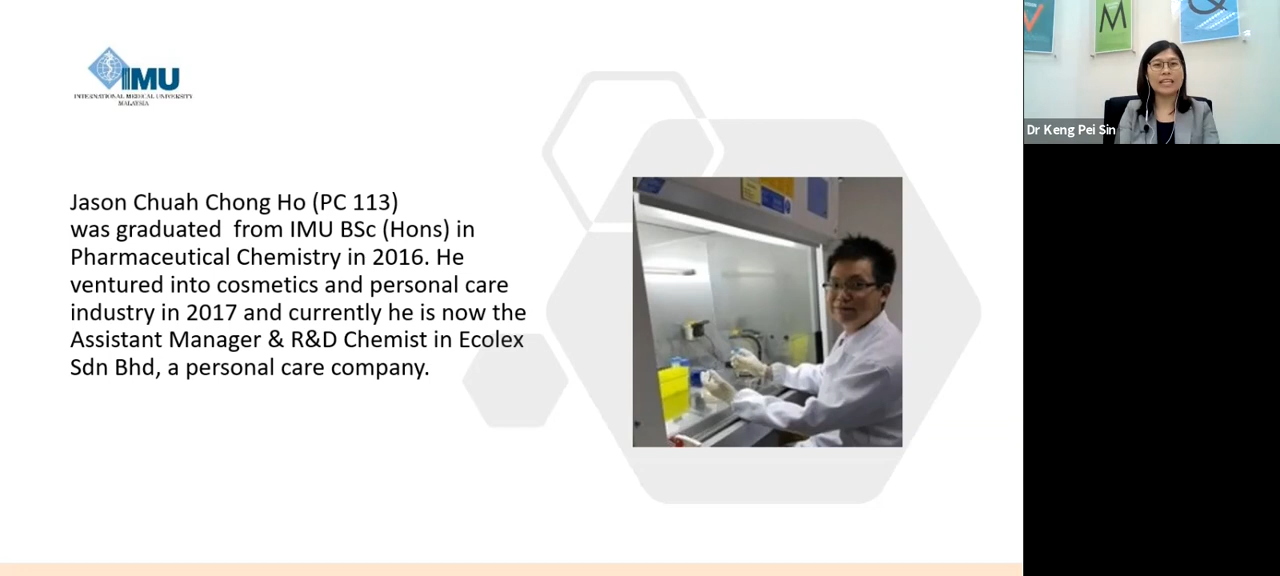 IMU
INTERNATIONAL MEDICAL UNIVERSITY
MALAYSIA
Jason Chuah Chong Ho (PC 113)
was graduated  from IMU BSc (Hons) in
Pharmaceutical Chemistry in 2016. He
ventured into cosmetics and personal care
industry in 2017 and currently he is now the
Assistant Manager & R&D Chemist in Ecolex
Sdn Bhd, a personal care company.
M
&
Dr Keng Pei Sin